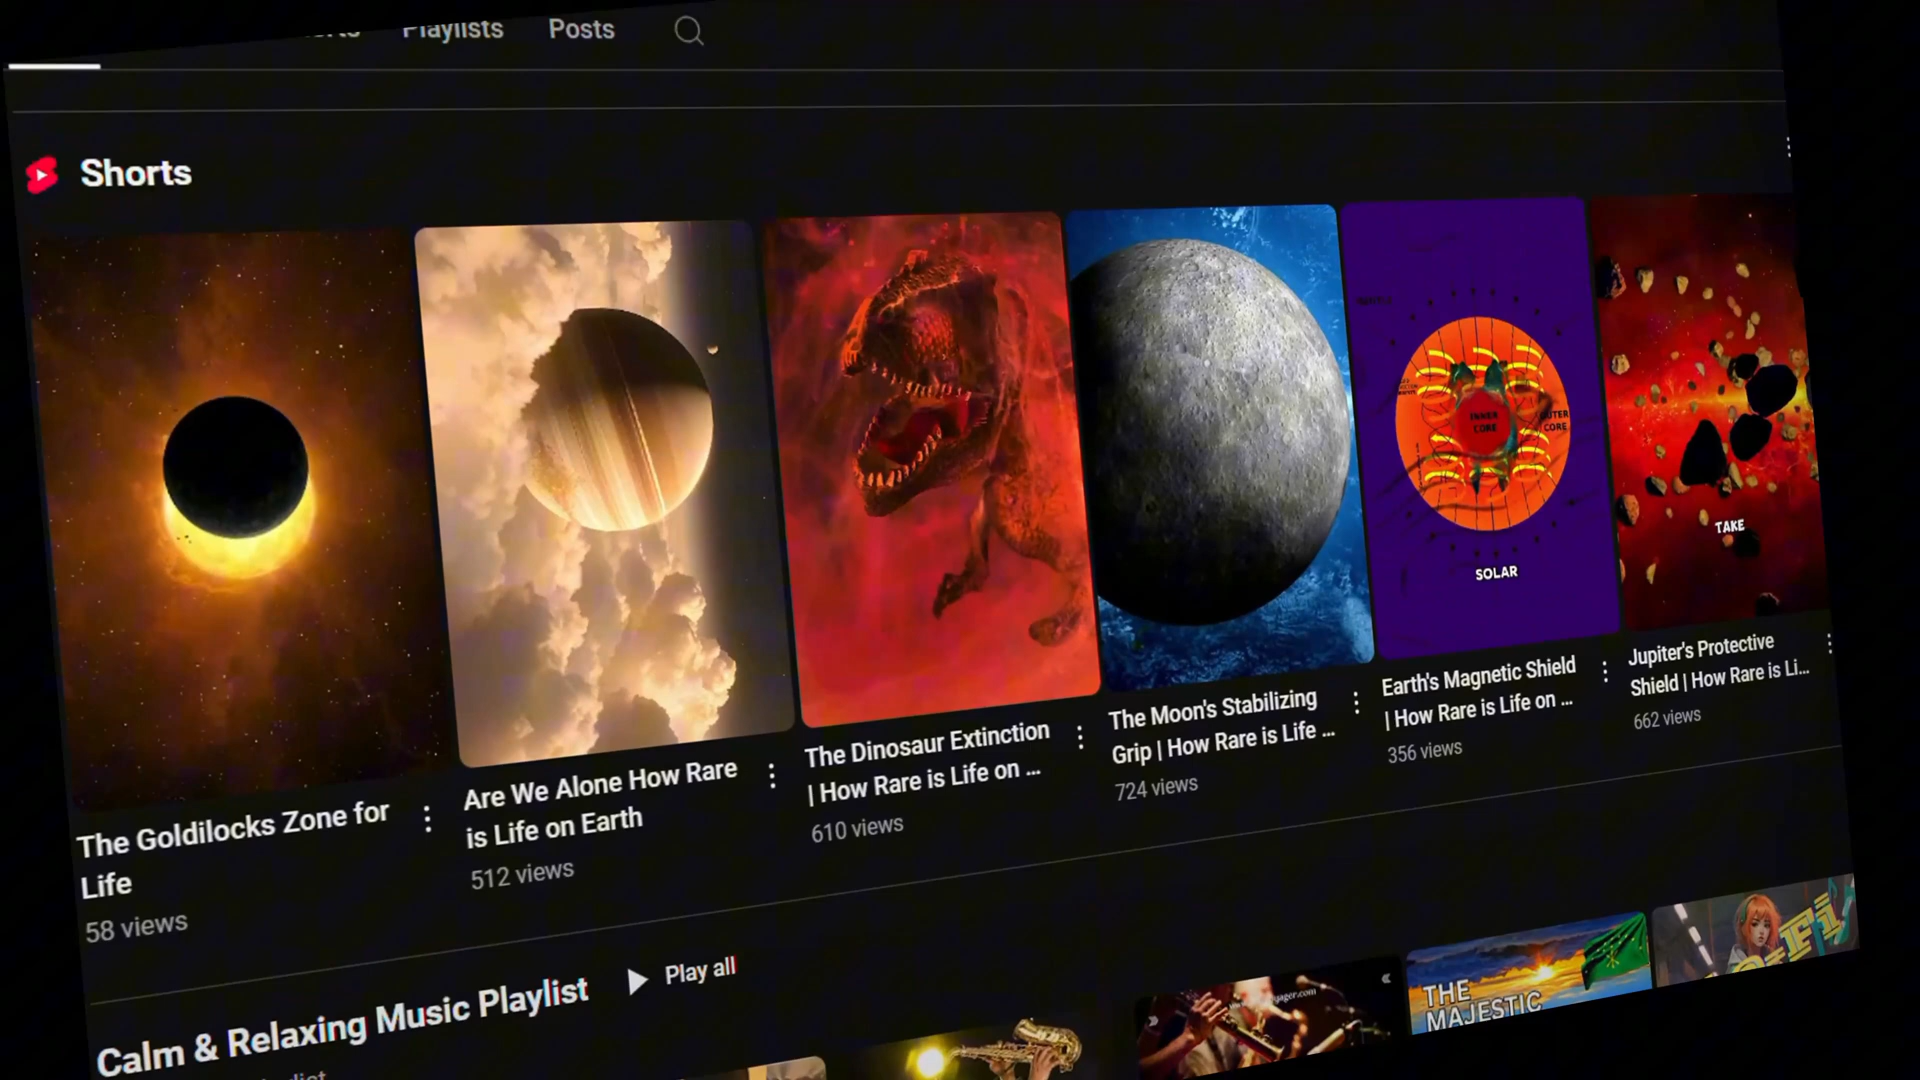 Playlists
Posts
Shorts
INNER
CORE
OUTER
CORE
SOLAR
TAKE
The Goldilocks Zone for
Life
58 views
Are We Alone How Rare
is Life on Earth
512 views
The Dinosaur Extinction
| How Rare is Life on ...
610 views
The Moon's Stabilizing
Grip | How Rare is Life ...
724 views
Earth's Magnetic Shield
| How Rare is Life on ...
356 views
Jupiter's Protective
Shield | How Rare is Li...
662 views
Calm & Relaxing Music Playlist
Play all
THE
MAJESTIC